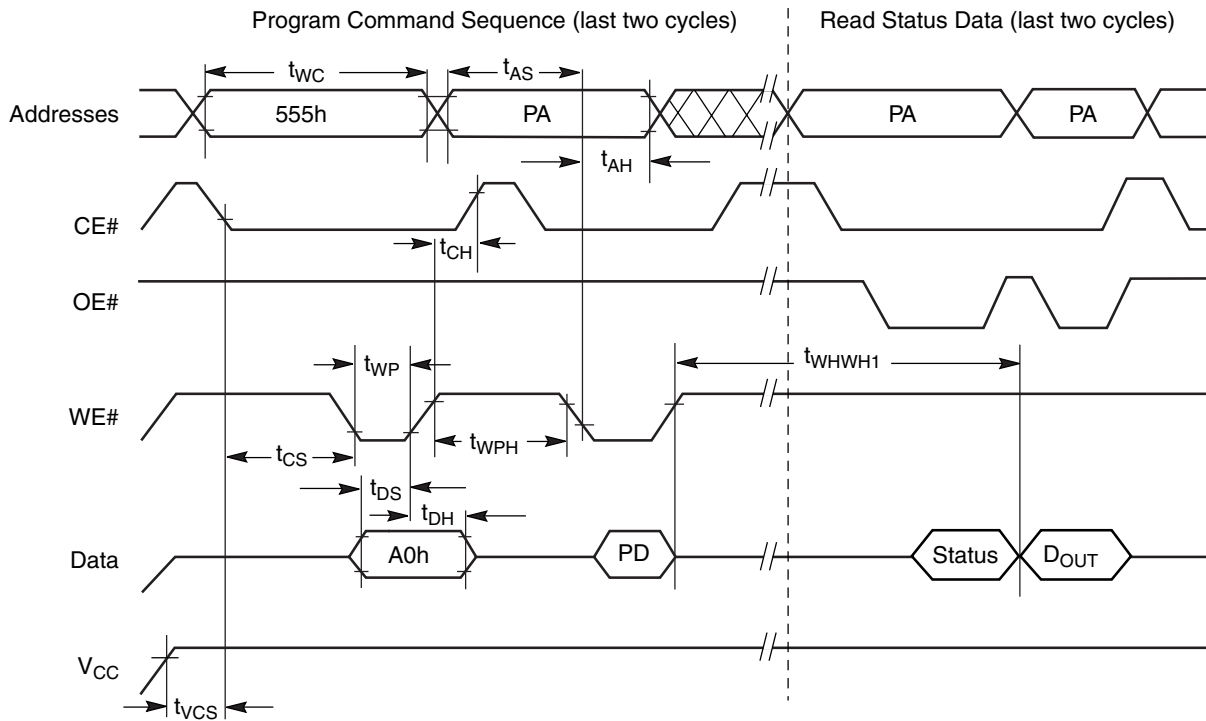 Program Command Sequence (last two cycles)
Read Status Data (last two cycles)
tWC
tAS
Addresses
555h
PA
PA
PA
tAH
CE#
tCH
OE#
tWP
tWHWH1
WE#
tCS
tWPH
tDS
tDH
Data
A0h
PD
Status
DOUT
VCC
tVCS